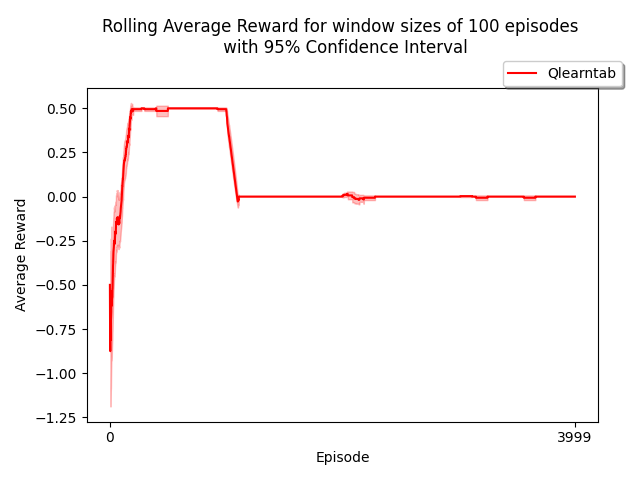 Rolling Average Reward for window sizes of 100 episodes
with 95% Confidence Interval
Qlearntab
Average Reward
0.50
0.25
0.00
−0.25
−0.50
−0.75
−1.00
−1.25
0
3999
Episode